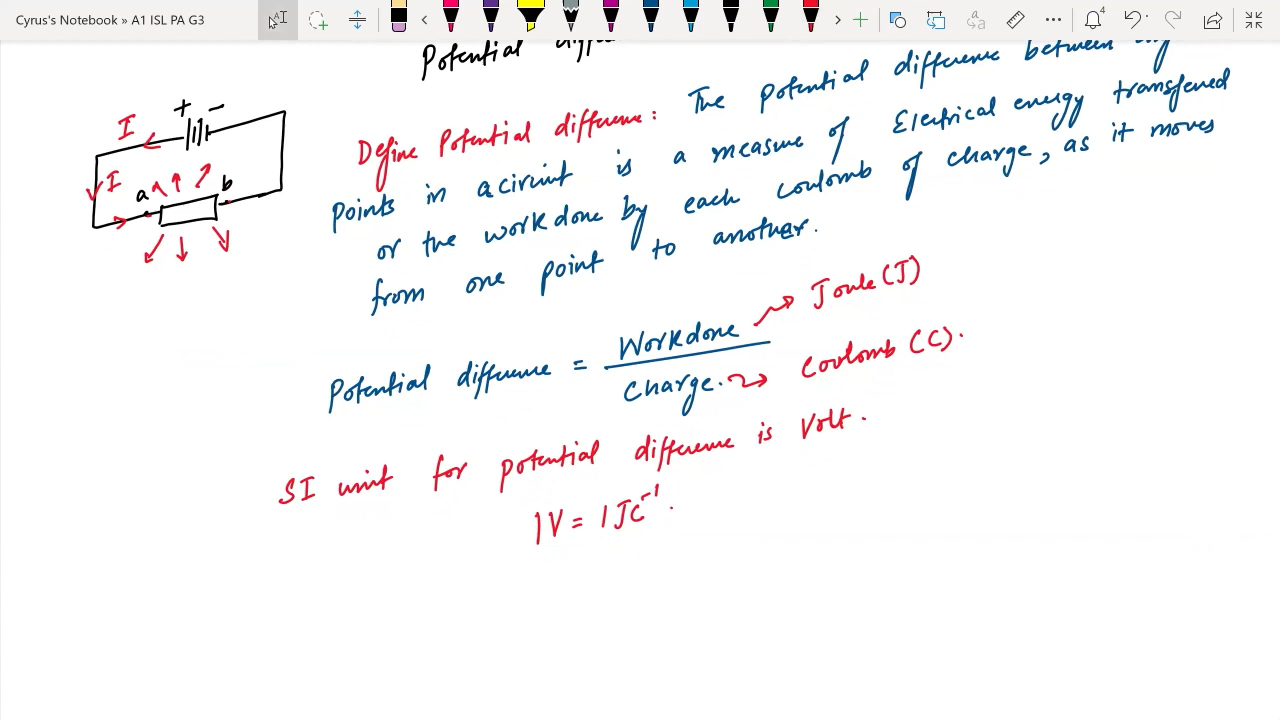 Cyrus's Notebook » A1 ISL PA G3
4
Potential
Define Potential difference: The potential difference between any
points in a circuit is a measure of Electrical energy transferred
or the workdone by each coulomb of charge, as it moves
from one point to another.
+ -
I
I
a b
Potential difference = Workdone → Joule (J)
charge. → Coulomb (C).
SI unit for potential difference is Volt.
1V = 1JC⁻¹.